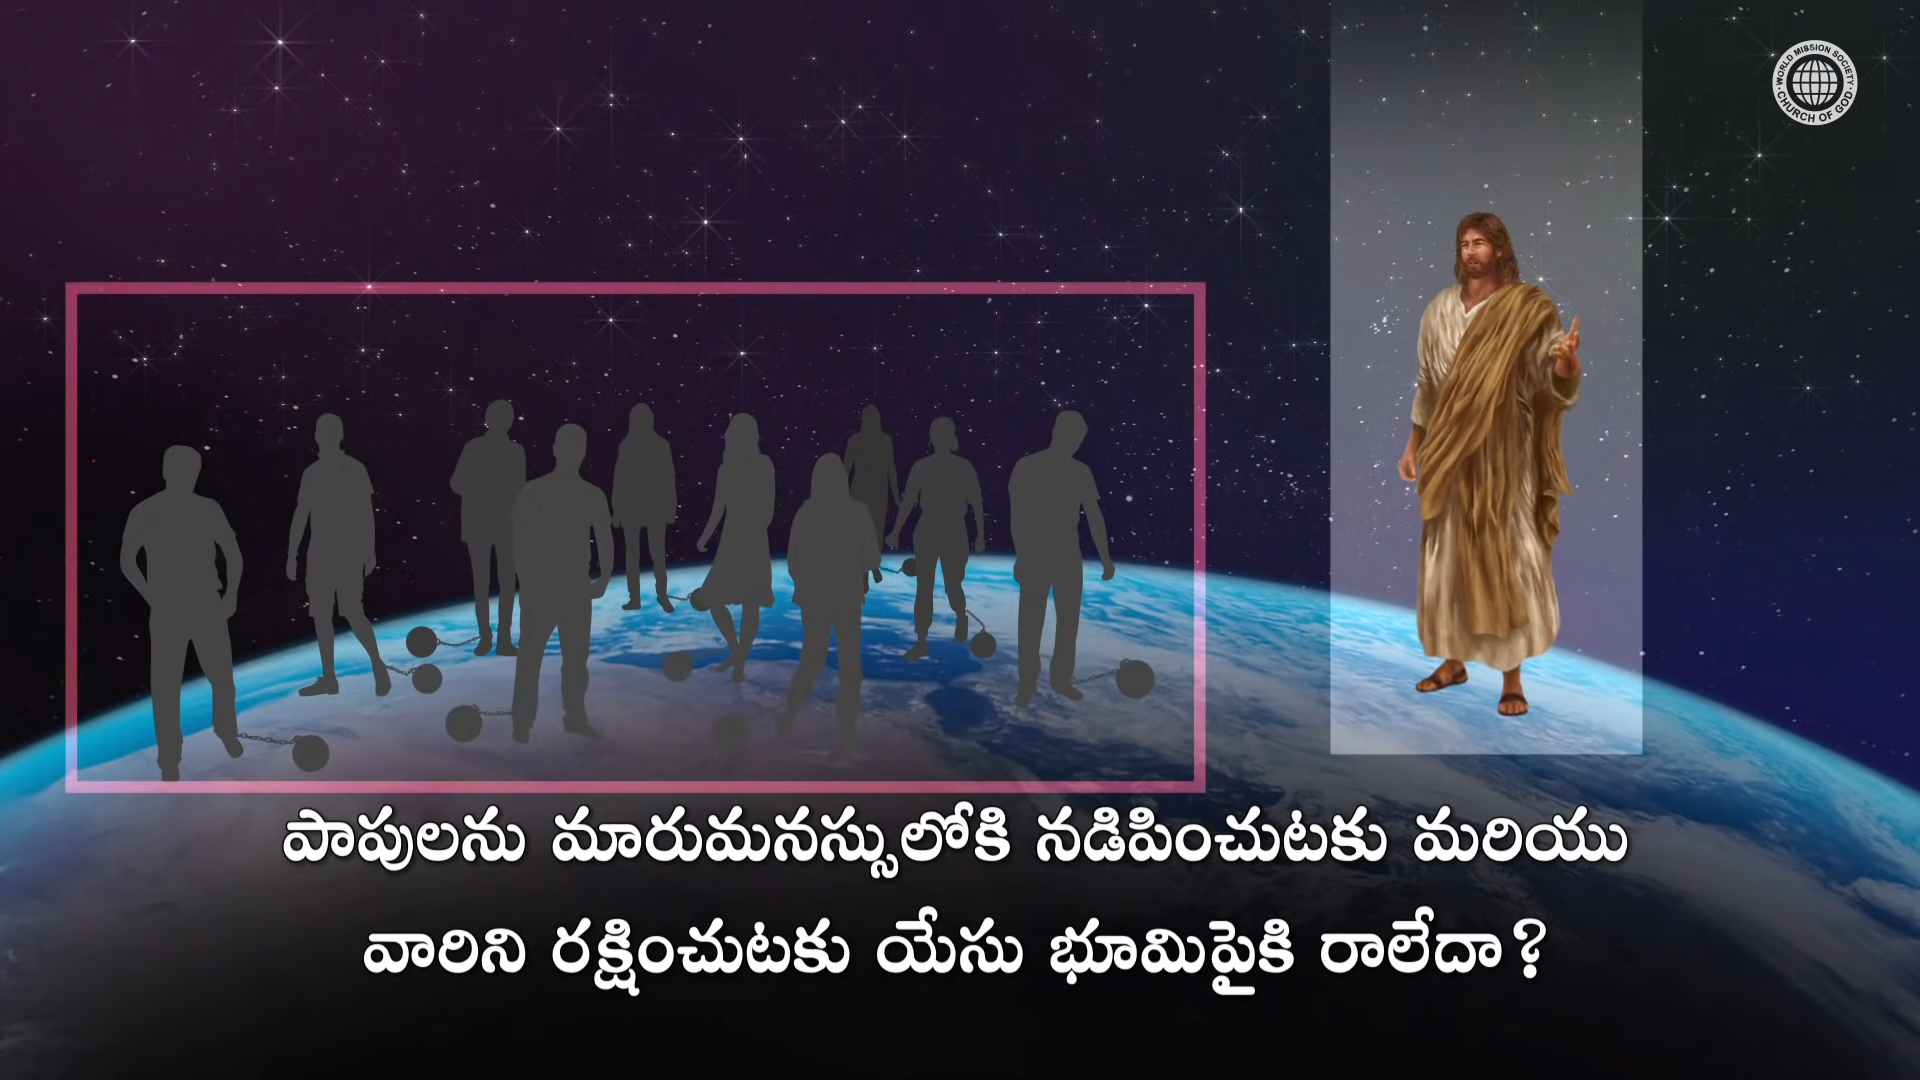 WORLD MISSION SOCIETY
CHURCH OF GOD
పాపులను మారుమనస్సులోకి నడిపించుటకు మరియు
వారిని రక్షించుటకు యేసు భూమిపైకి రాలేదా?